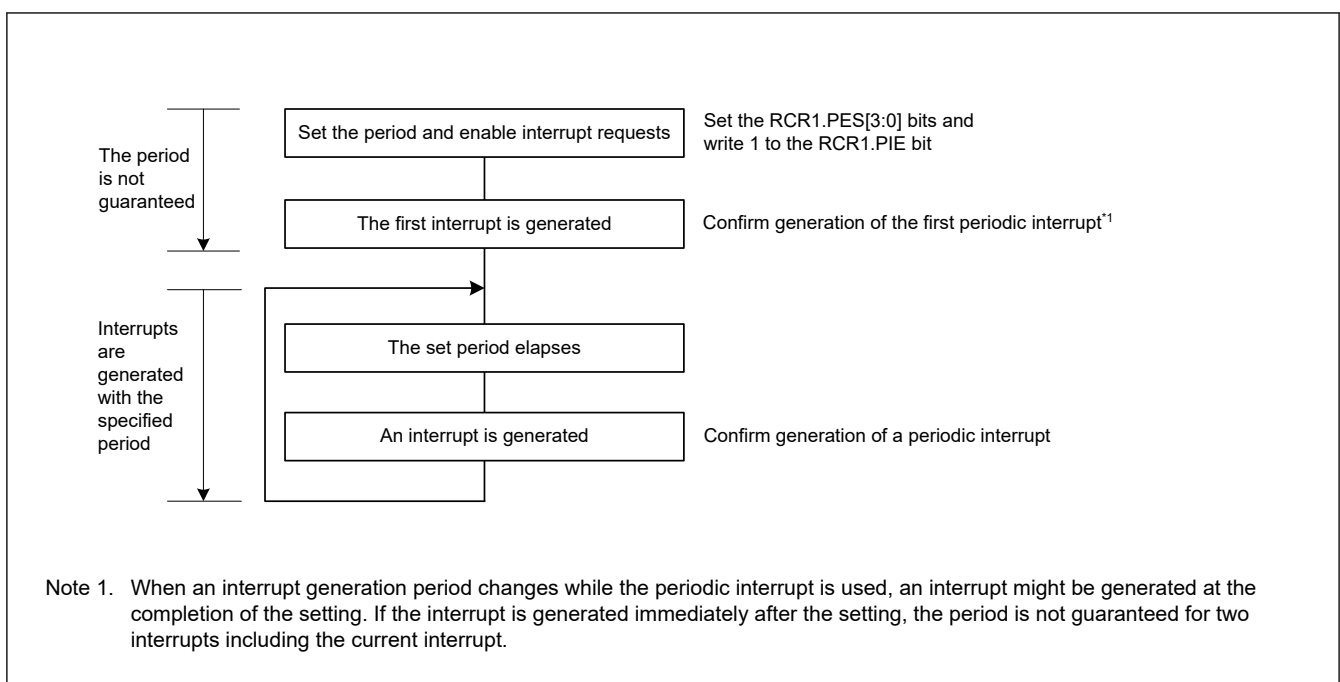 Set the period and enable interrupt requests
Set the RCR1.PES[3:0] bits and
write 1 to the RCR1.PIE bit
The period
is not
guaranteed
The first interrupt is generated
Confirm generation of the first periodic interrupt*1
Interrupts
are
generated
with the
specified
period
The set period elapses
An interrupt is generated
Confirm generation of a periodic interrupt
Note 1. When an interrupt generation period changes while the periodic interrupt is used, an interrupt might be generated at the
completion of the setting. If the interrupt is generated immediately after the setting, the period is not guaranteed for two
interrupts including the current interrupt.